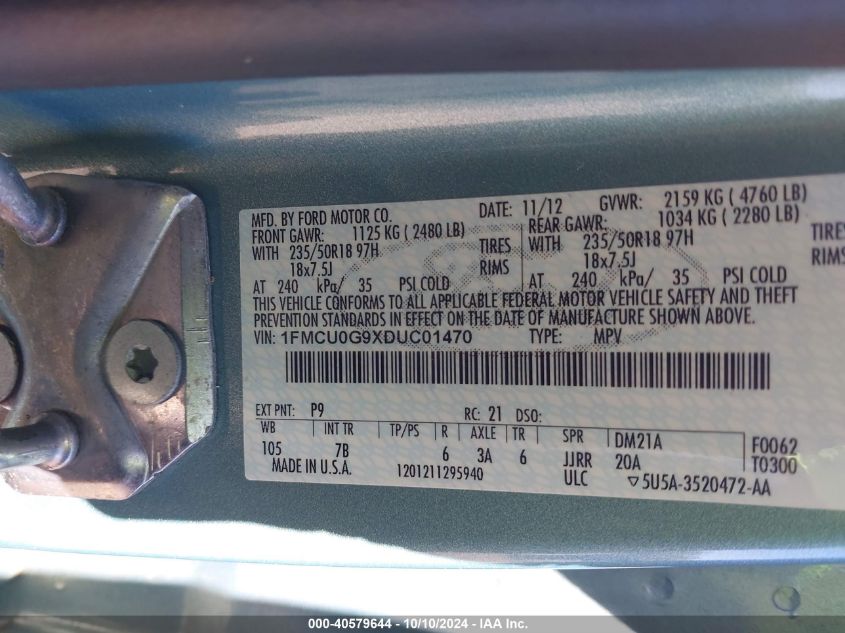 MFD. BY FORD MOTOR CO. DATE: 11/12 GVWR: 2159 KG ( 4760 LB)
FRONT GAWR: 1125 KG ( 2480 LB) REAR GAWR: 1034 KG ( 2280 LB)
WITH 235/50R18 97H TIRES WITH 235/50R18 97H TIRES
18x7.5J RIMS 18x7.5J RIMS
AT 240 kPa/ 35 PSI COLD AT 240 kPa/ 35 PSI COLD
THIS VEHICLE CONFORMS TO ALL APPLICABLE FEDERAL MOTOR VEHICLE SAFETY AND THEFT
PREVENTION STANDARDS IN EFFECT ON THE DATE OF MANUFACTURE SHOWN ABOVE.
VIN: 1FMCU0G9XDUC01470 TYPE: MPV
EXT PNT: P9 RC: 21 DSO:
WB INT TR TP/PS R AXLE TR SPR DM21A F0062
105 7B 6 3A 6 JJRR 20A T0300
MADE IN U.S.A. 1201211295940 ULC ▽5U5A-3520472-AA
000-40579644 - 10/10/2024 - IAA Inc.